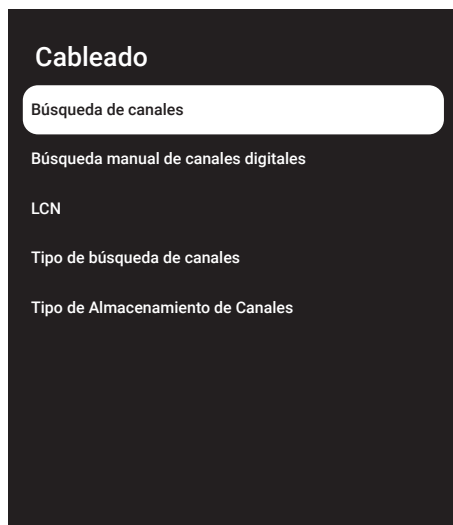 Cableado
Búsqueda de canales
Búsqueda manual de canales digitales
LCN
Tipo de búsqueda de canales
Tipo de Almacenamiento de Canales